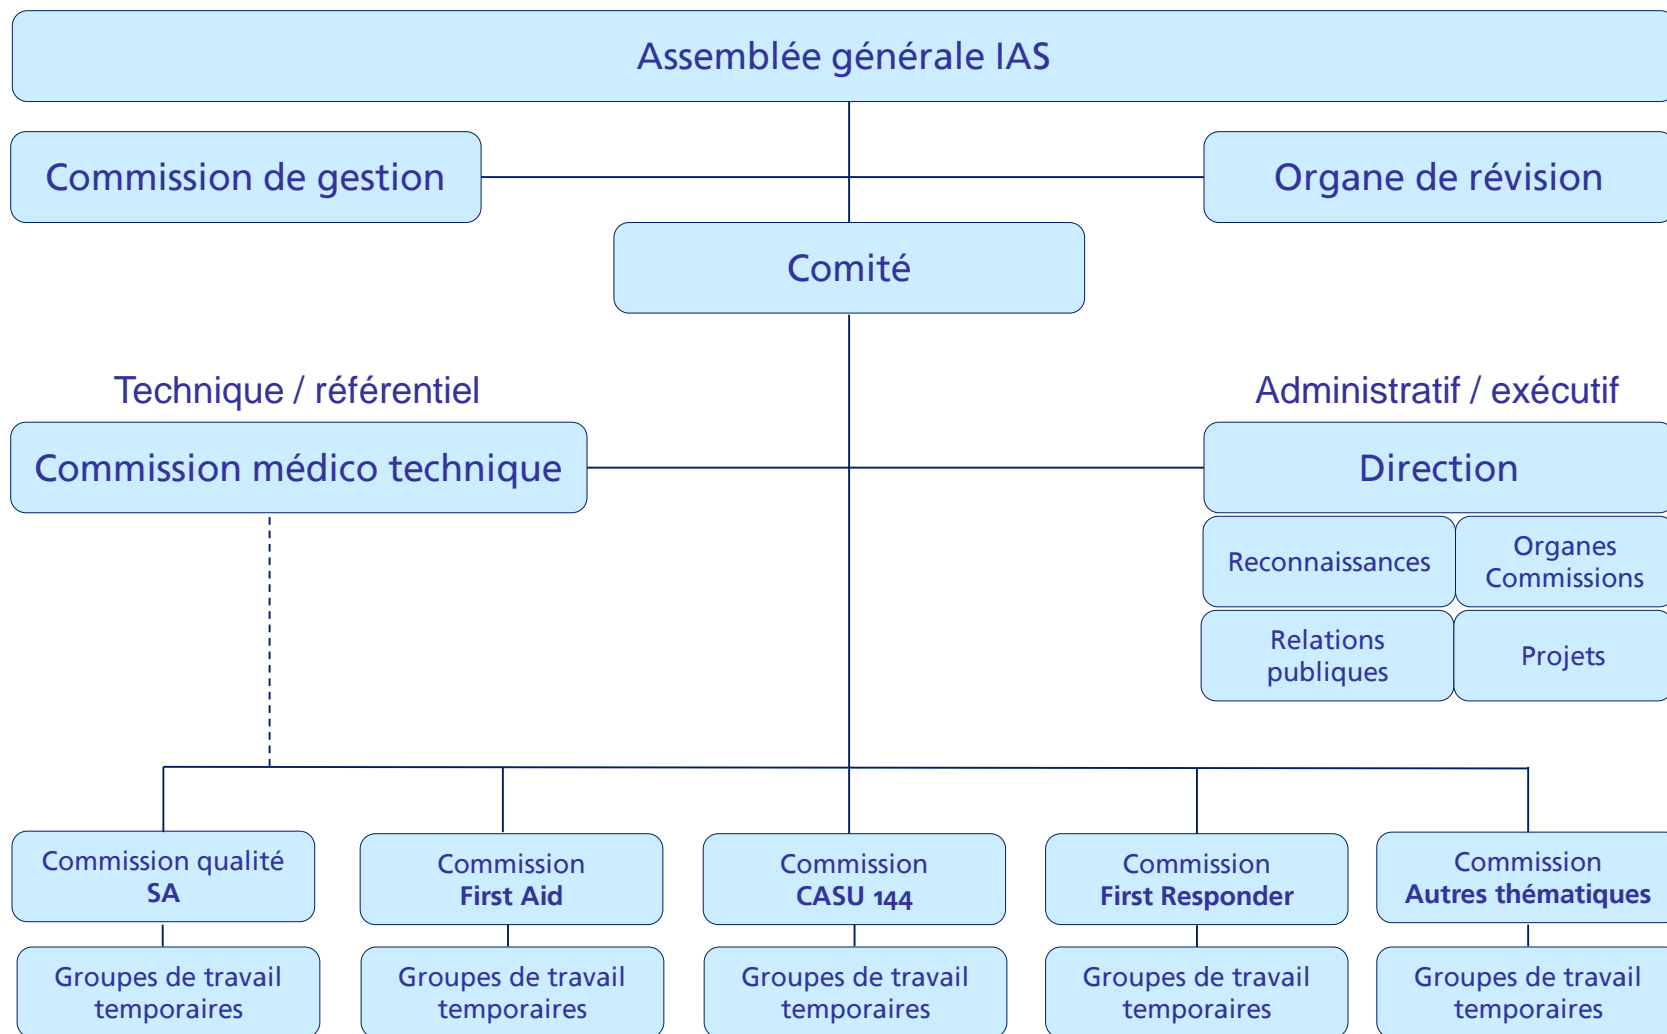 Assemblée générale IAS
Commission de gestion
Organe de révision
Comité
Technique / référentiel
Administratif / exécutif
Commission médico technique
Direction
Reconnaissances
Organes
Commissions
Relations
publiques
Projets
Commission qualité
SA
Commission
First Aid
Commission
CASU 144
Commission
First Responder
Commission
Autres thématiques
Groupes de travail
temporaires
Groupes de travail
temporaires
Groupes de travail
temporaires
Groupes de travail
temporaires
Groupes de travail
temporaires